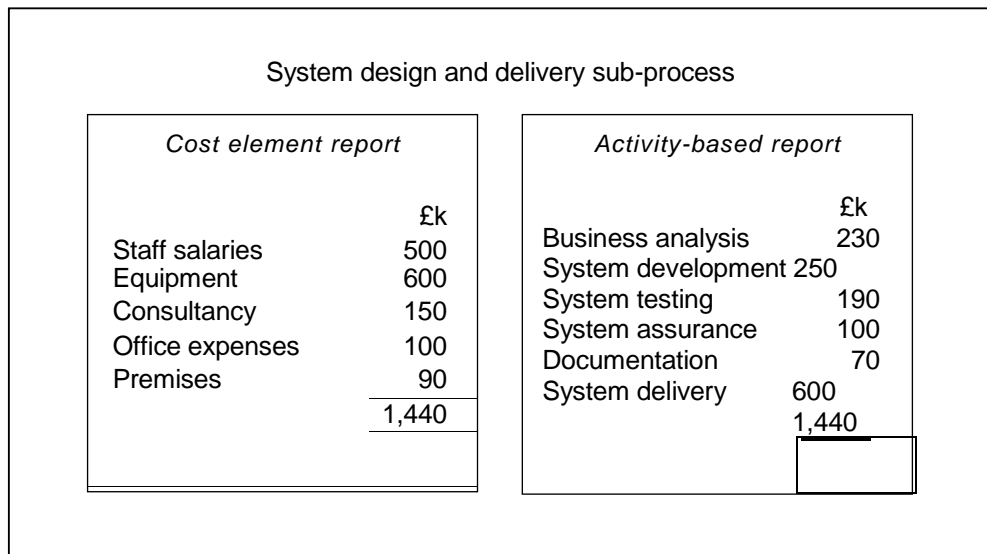 System design and delivery sub-process
Cost element report
£k
Staff salaries 500
Equipment 600
Consultancy 150
Office expenses 100
Premises 90
1,440
Activity-based report
£k
Business analysis 230
System development 250
System testing 190
System assurance 100
Documentation 70
System delivery 600
1,440